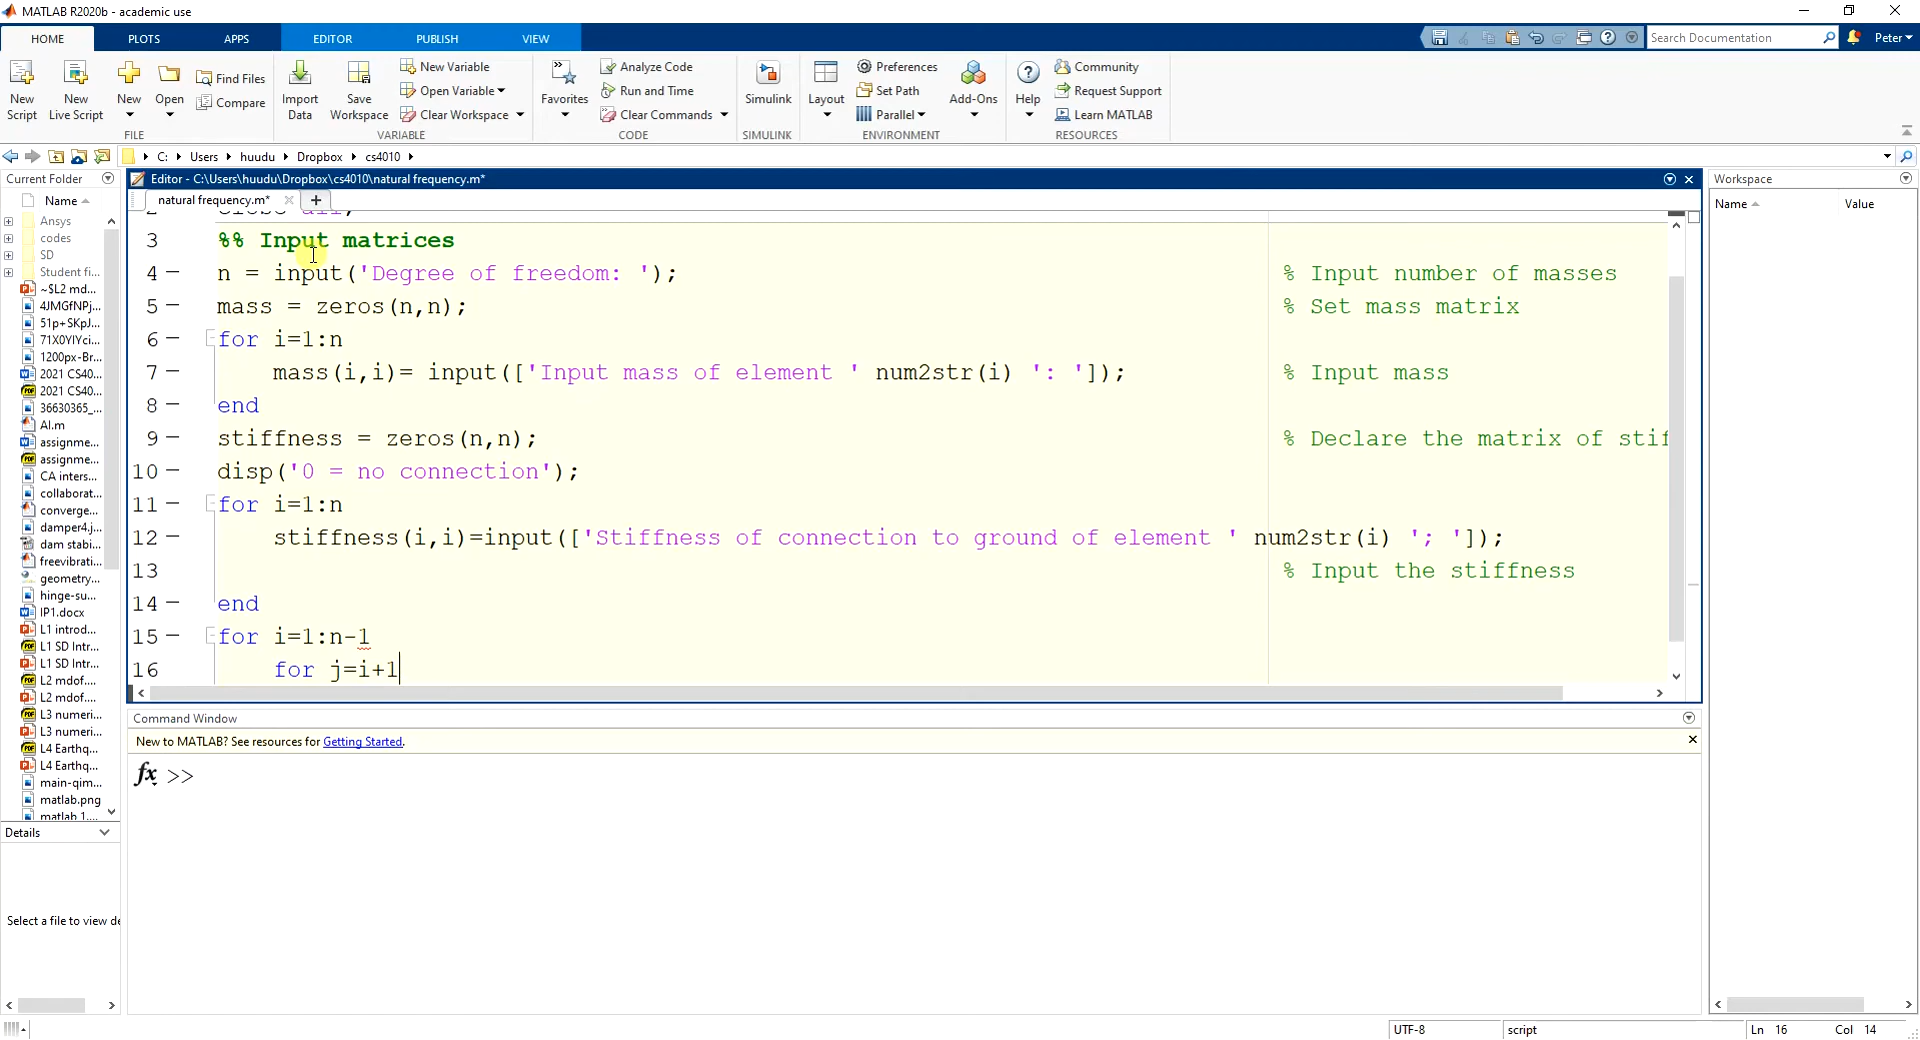 MATLAB R2020b - academic use
HOME PLOTS APPS EDITOR PUBLISH VIEW Search Documentation Peter
New Script New Live Script New Open Find Files Compare Import Data Save Workspace New Variable Open Variable Clear Workspace Favorites Analyze Code Run and Time Clear Commands Simulink Layout Preferences Set Path Parallel Add-Ons Help Community Request Support Learn MATLAB
FILE VARIABLE CODE SIMULINK ENVIRONMENT RESOURCES
C: Users huudu Dropbox cs4010
Current Folder
Name
Ansys
codes
SD
Student fi...
~$L2 md...
4JMGfNPj...
51p+SKpJ...
71X0YIYci...
1200px-Br...
2021 CS40...
2021 CS40...
36630365_...
AI.m
assignme...
assignme...
CA inters...
collaborat...
converge...
damper4.j...
dam stabi...
freevibrati...
geometry...
hinge-su...
IP1.docx
L1 introd...
L1 SD Intr...
L1 SD Intr...
L2 mdof....
L2 mdof....
L3 numeri...
L3 numeri...
L4 Earthq...
L4 Earthq...
main-qim...
matlab.png
matlab 1....
Details
Select a file to view de
Editor - C:\Users\huudu\Dropbox\cs4010\natural frequency.m*
natural frequency.m*
2 close all;
3 %% Input matrices
4 - n = input('Degree of freedom: '); % Input number of masses
5 - mass = zeros(n,n); % Set mass matrix
6 - for i=1:n
7 - mass(i,i)= input(['Input mass of element ' num2str(i) ': ']); % Input mass
8 - end
9 - stiffness = zeros(n,n); % Declare the matrix of stif
10 - disp('0 = no connection');
11 - for i=1:n
12 - stiffness(i,i)=input(['Stiffness of connection to ground of element ' num2str(i) '; ']);
13 % Input the stiffness
14 - end
15 - for i=1:n-1
16 for j=i+1
Command Window
New to MATLAB? See resources for Getting Started.
fx >>
Workspace
Name Value
UTF-8 script Ln 16 Col 14